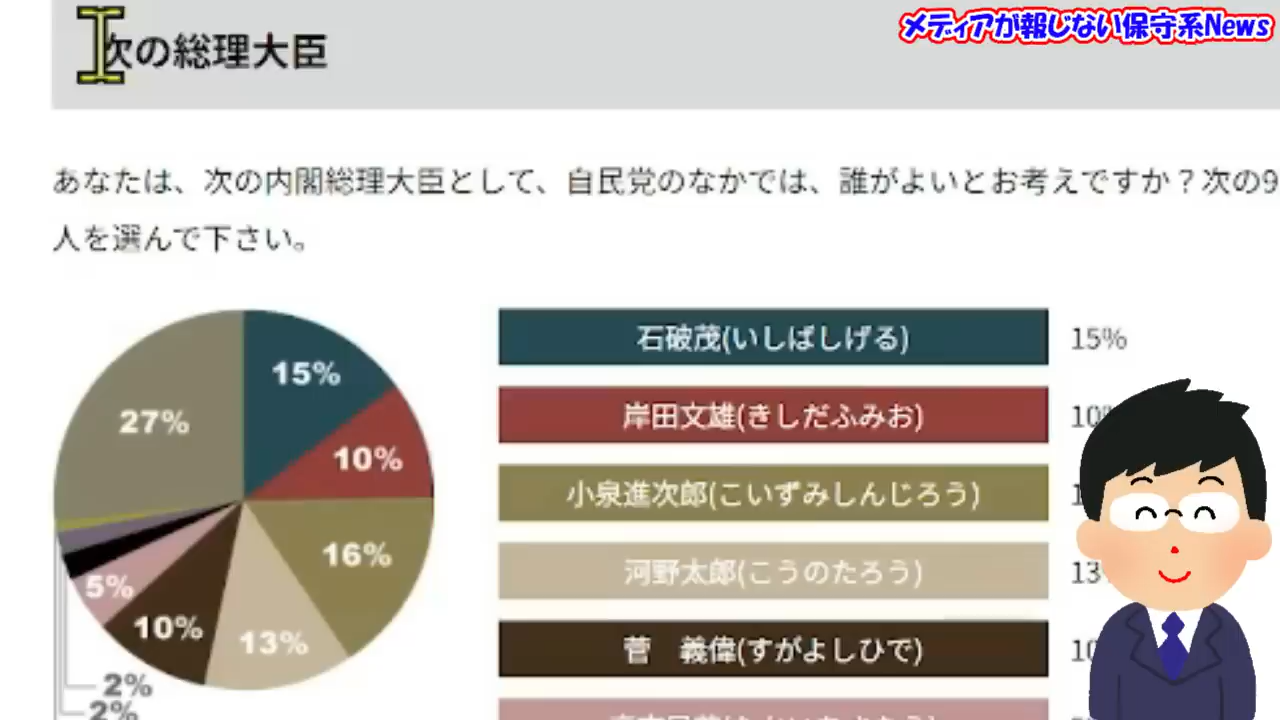 メディアが報じない保守系News
次の総理大臣
あなたは、次の内閣総理大臣として、自民党のなかでは、誰がよいとお考えですか？次の9
人を選んで下さい。
15%
10%
16%
13%
10%
5%
2%
2%
27%
石破茂(いしばしげる) 15%
岸田文雄(きしだふみお) 10
小泉進次郎(こいずみしんじろう)
河野太郎(こうのたろう) 13
菅　義偉(すがよしひで) 10